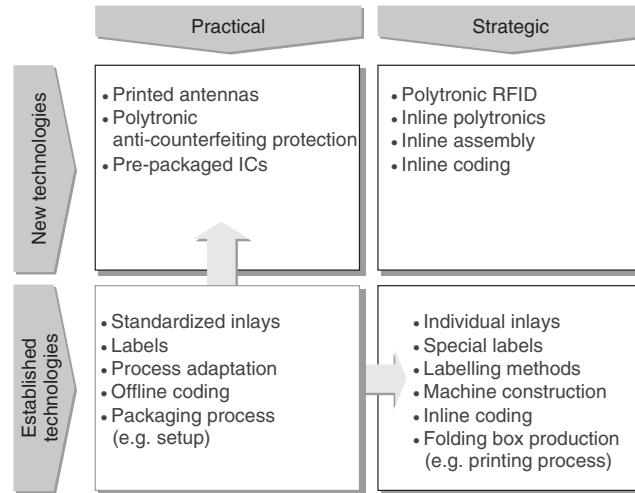 Practical
Strategic
New technologies
• Printed antennas
• Polytronic
anti-counterfeiting protection
• Pre-packaged ICs
• Polytronic RFID
• Inline polytronics
• Inline assembly
• Inline coding
Established
technologies
• Standardized inlays
• Labels
• Process adaptation
• Offline coding
• Packaging process
(e.g. setup)
• Individual inlays
• Special labels
• Labelling methods
• Machine construction
• Inline coding
• Folding box production
(e.g. printing process)